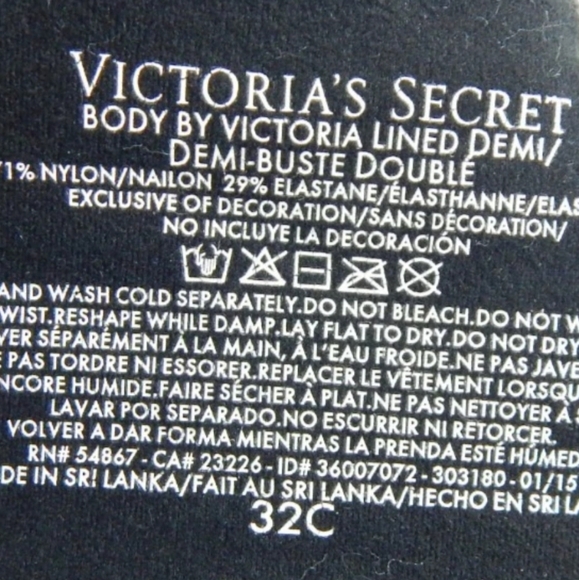 VICTORIA'S SECRET
BODY BY VICTORIA LINED DEMI/
DEMI-BUSTE DOUBLÉ
71% NYLON/NAILON 29% ELASTANE/ÉLASTHANNE/ELAS
EXCLUSIVE OF DECORATION/SANS DÉCORATION/
NO INCLUYE LA DECORACIÓN
AND WASH COLD SEPARATELY.DO NOT BLEACH.DO NOT W
WIST.RESHAPE WHILE DAMP.LAY FLAT TO DRY.DO NOT DRY
VER SÉPARÉMENT À LA MAIN, À L'EAU FROIDE.NE PAS JAVE
PAS TORDRE NI ESSORER.REPLACER LE VÊTEMENT LORSQU
NCORE HUMIDE.FAIRE SÉCHER À PLAT.NE PAS NETTOYER À
LAVAR POR SEPARADO.NO ESCURRIR NI RETORCER.
VOLVER A DAR FORMA MIENTRAS LA PRENDA ESTÉ HÚMED
RN# 54867 - CA# 23226 - ID# 36007072 - 303180 - 01/15
DE IN SRI LANKA/FAIT AU SRI LANKA/HECHO EN SRI LA
32C